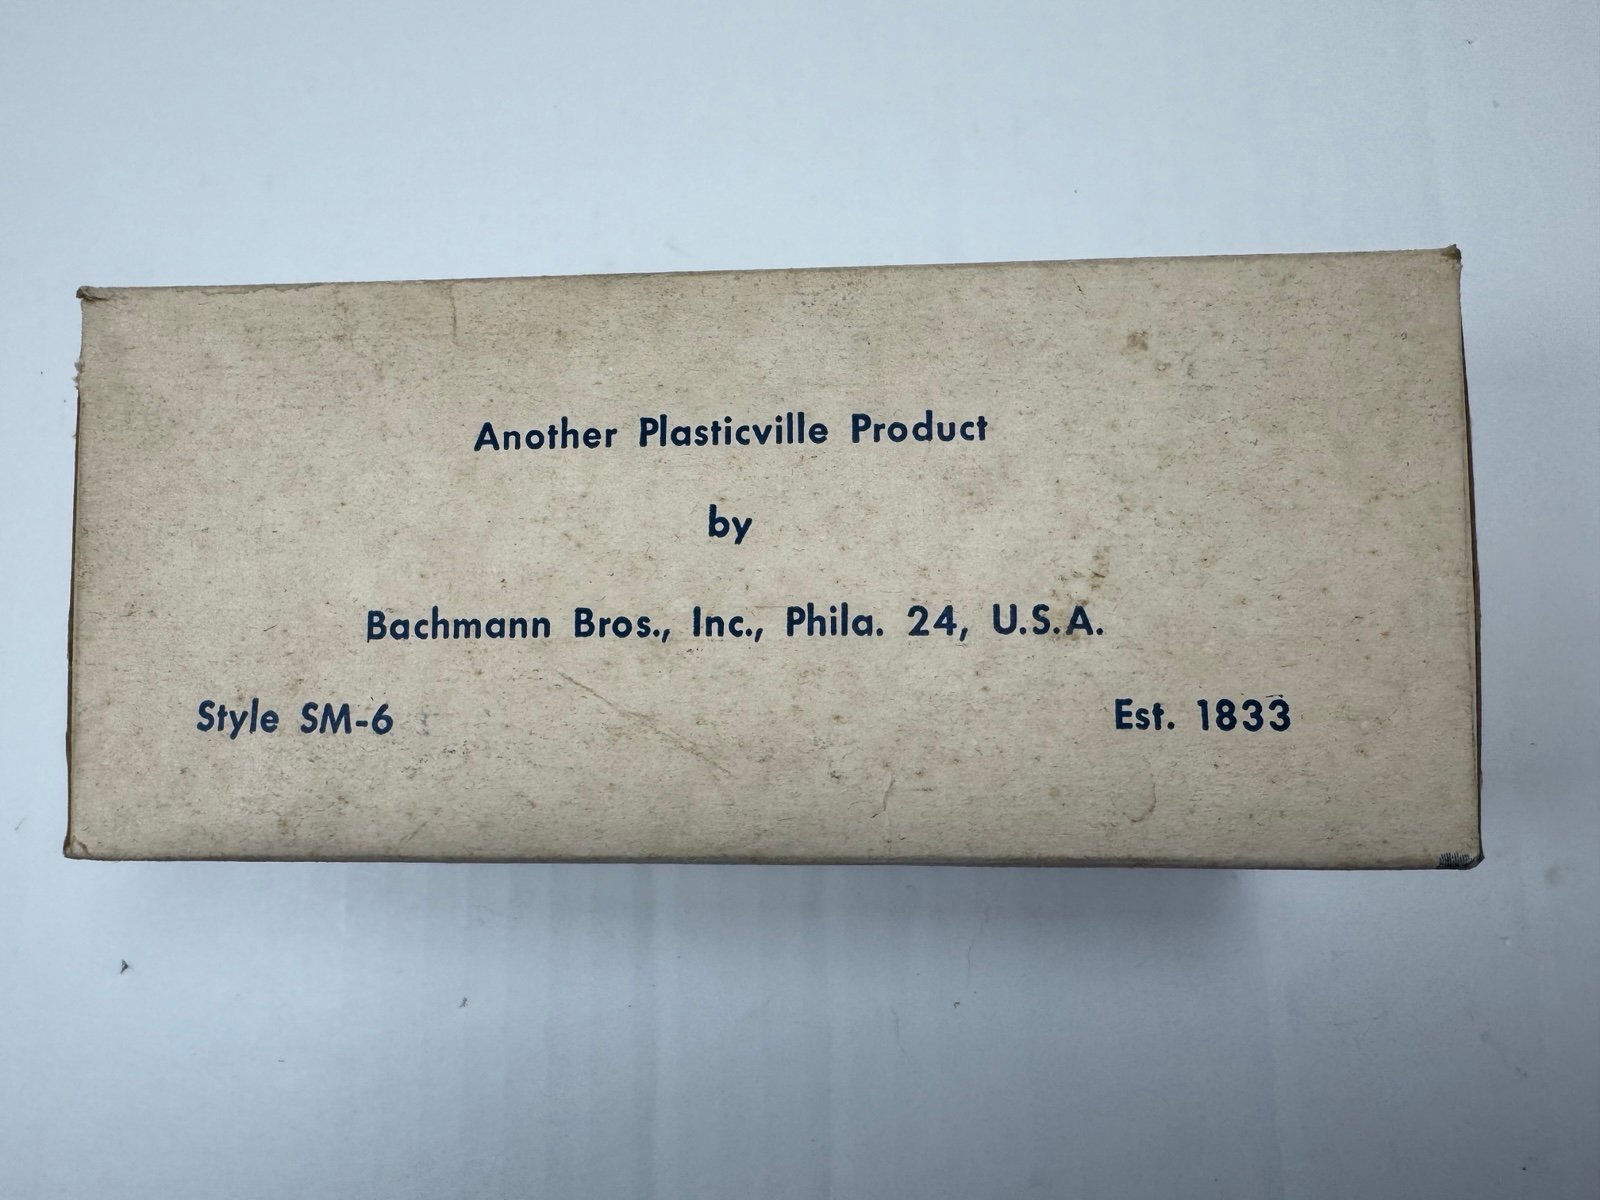 Another Plasticville Product
by
Bachmann Bros., Inc., Phila. 24, U.S.A.
Style SM-6 Est. 1833